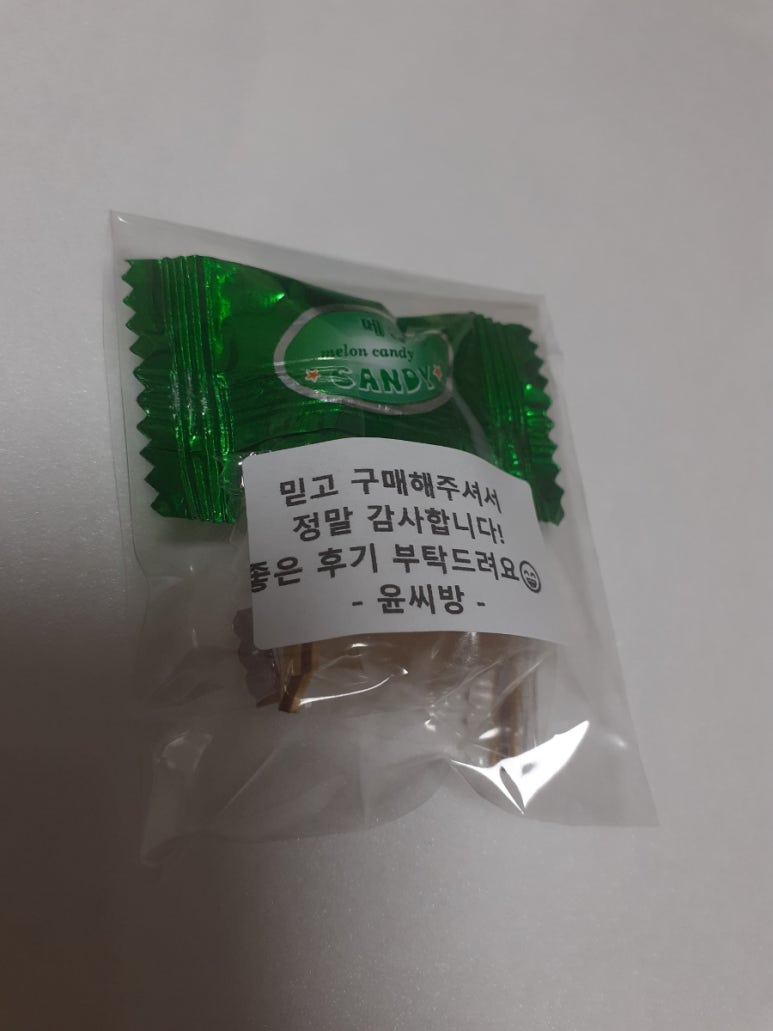 melon candy
SANDY
믿고 구매해주셔서
정말 감사합니다!
좋은 후기 부탁드려요😄
- 윤씨방 -